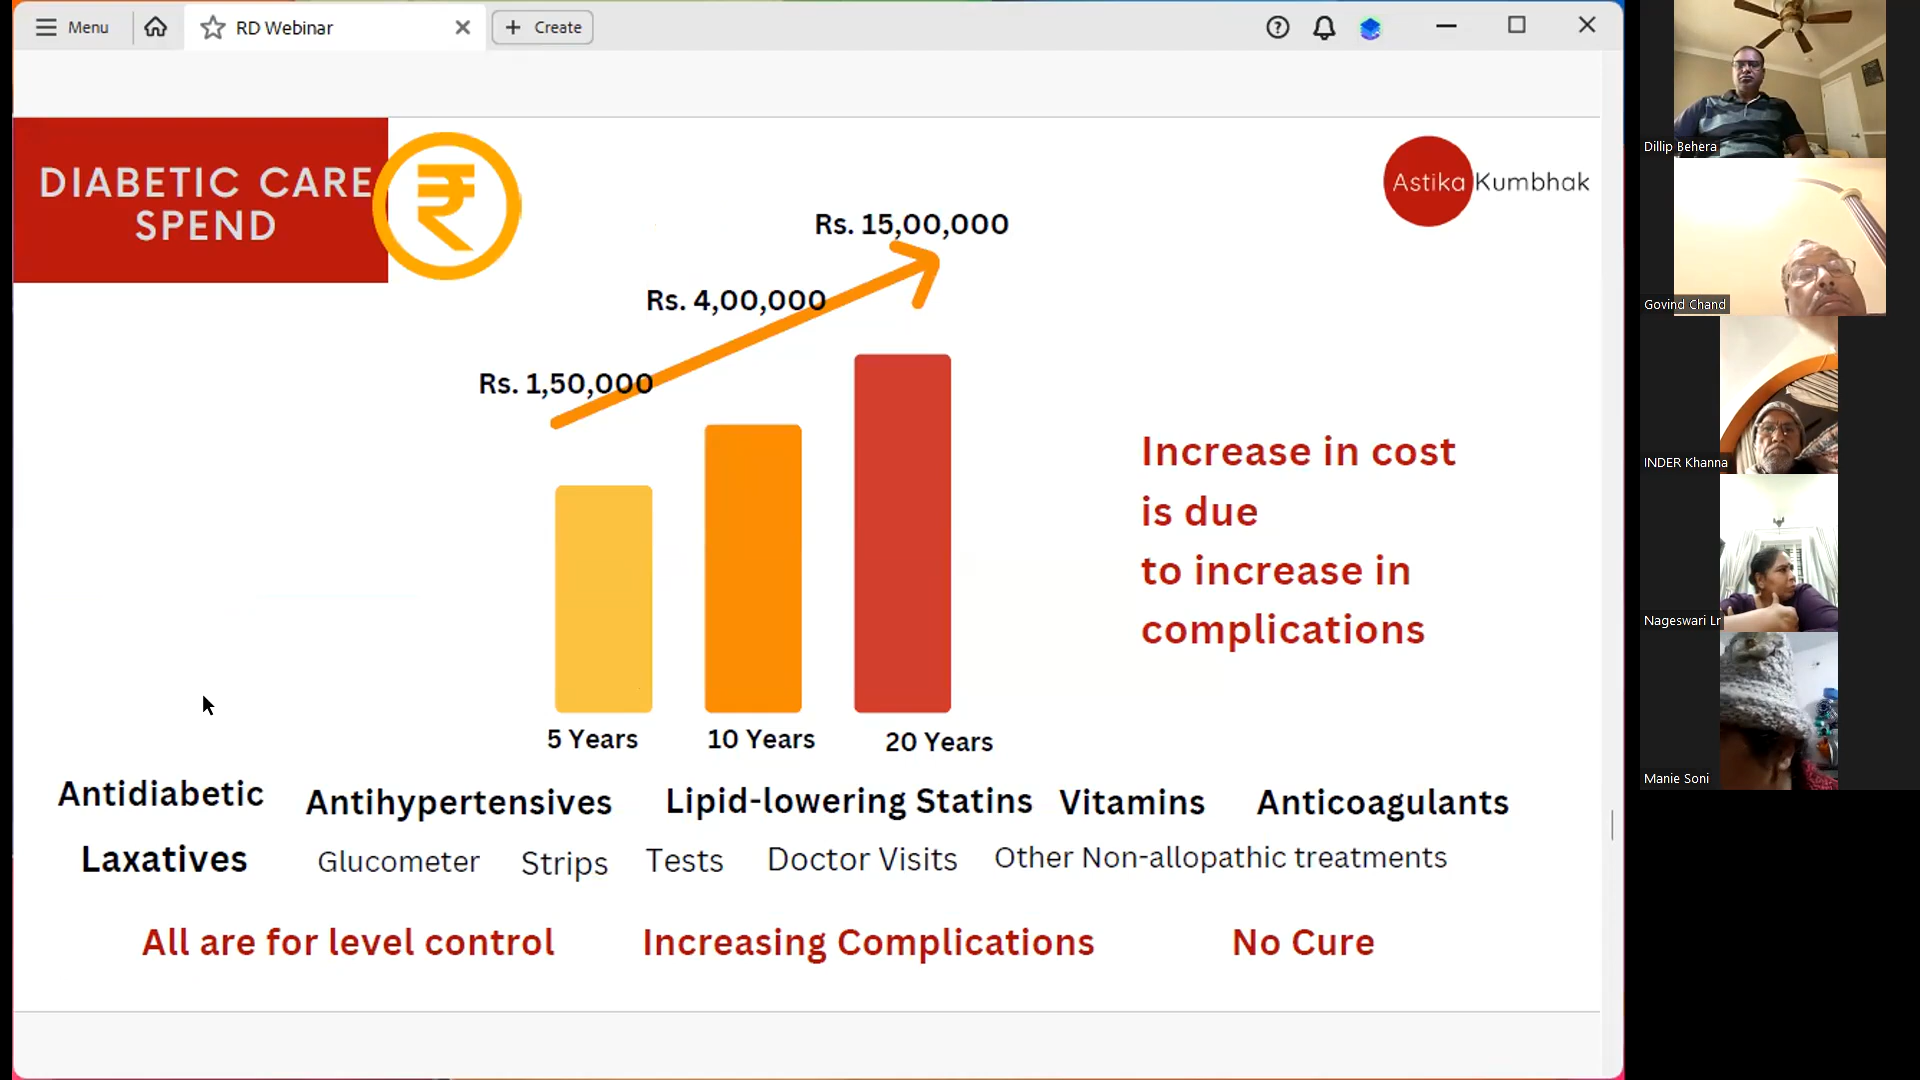 Menu
RD Webinar
Create
DIABETIC CARE
SPEND
₹
Astika Kumbhak
Rs. 15,00,000
Rs. 4,00,000
Rs. 1,50,000
Increase in cost
is due
to increase in
complications
5 Years 10 Years 20 Years
Antidiabetic Antihypertensives Lipid-lowering Statins Vitamins Anticoagulants
Laxatives Glucometer Strips Tests Doctor Visits Other Non-allopathic treatments
All are for level control Increasing Complications No Cure
Dillip Behera
Govind Chand
INDER Khanna
Nageswari Lr
Manie Soni